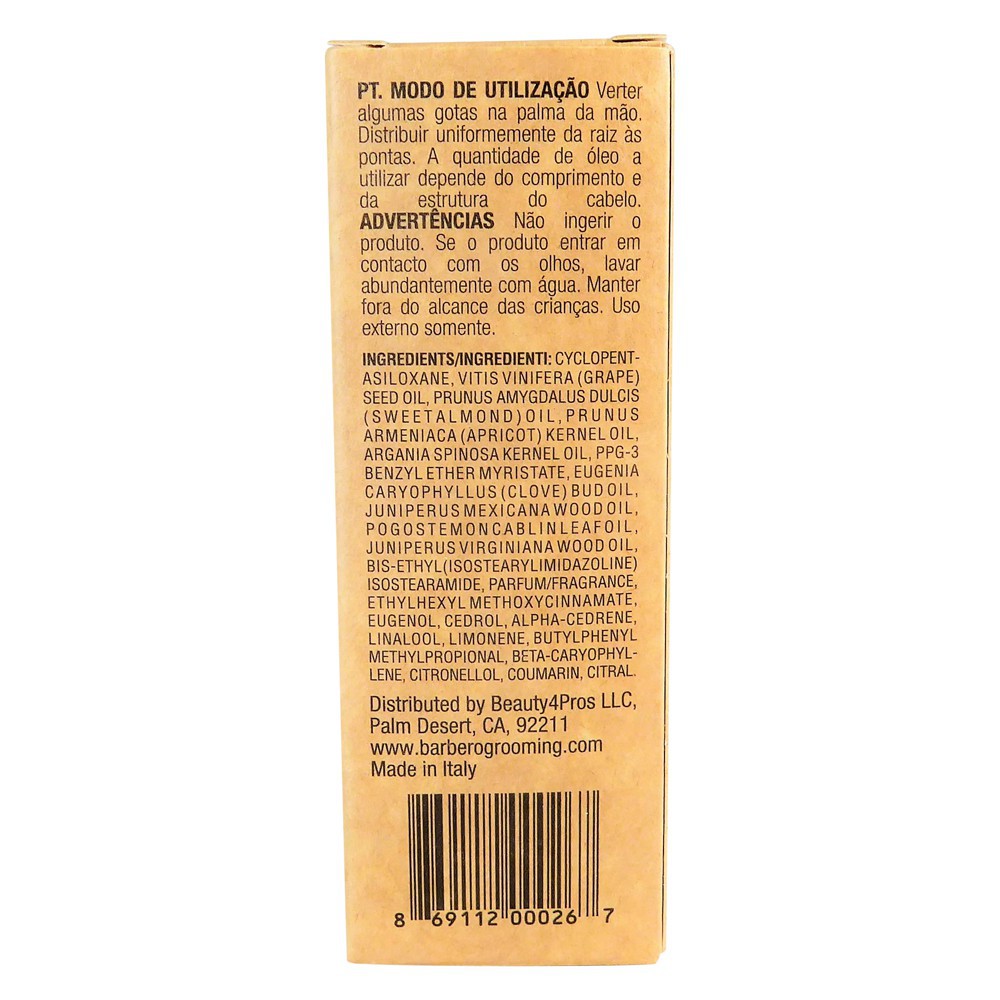 PT. MODO DE UTILIZAÇÃO Verter
algumas gotas na palma da mão.
Distribuir uniformemente da raiz às
pontas. A quantidade de óleo a
utilizar depende do comprimento e
da estrutura do cabelo.
ADVERTÊNCIAS Não ingerir o
produto. Se o produto entrar em
contacto com os olhos, lavar
abundantemente com água. Manter
fora do alcance das crianças. Uso
externo somente.
INGREDIENTS/INGREDIENTI: CYCLOPENT-
ASILOXANE, VITIS VINIFERA (GRAPE)
SEED OIL, PRUNUS AMYGDALUS DULCIS
(SWEET ALMOND) OIL, PRUNUS
ARMENIACA (APRICOT) KERNEL OIL,
ARGANIA SPINOSA KERNEL OIL, PPG-3
BENZYL ETHER MYRISTATE, EUGENIA
CARYOPHYLLUS (CLOVE) BUD OIL,
JUNIPERUS MEXICANA WOOD OIL,
POGOSTEMON CABLIN LEAF OIL,
JUNIPERUS VIRGINIANA WOOD OIL,
BIS-ETHYL(ISOSTEARYLIMIDAZOLINE)
ISOSTEARAMIDE, PARFUM/FRAGRANCE,
ETHYLHEXYL METHOXYCINNAMATE,
EUGENOL, CEDROL, ALPHA-CEDRENE,
LINALOOL, LIMONENE, BUTYLPHENYL
METHYLPROPIONAL, BETA-CARYOPHYL-
LENE, CITRONELLOL, COUMARIN, CITRAL.
Distributed by Beauty4Pros LLC,
Palm Desert, CA, 92211
www.barberogrooming.com
Made in Italy
8 69112 00026 7